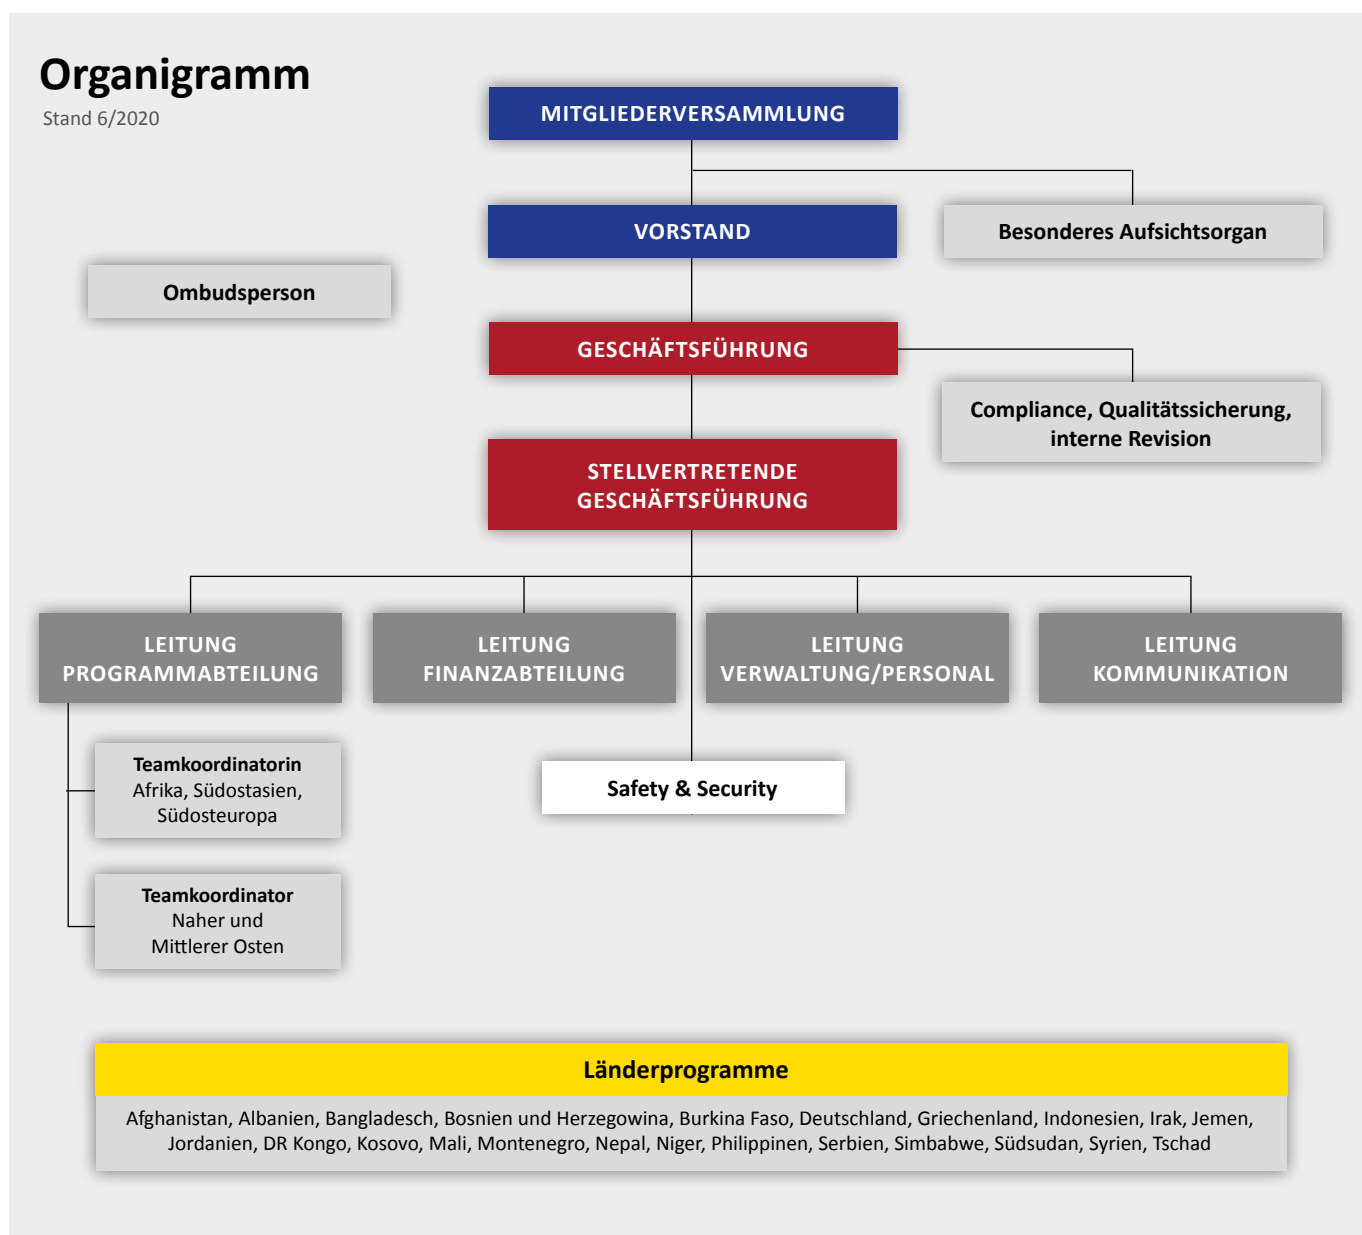 Organigramm
Stand 6/2020
MITGLIEDERVERSAMMLUNG
VORSTAND
Besonderes Aufsichtsorgan
Ombudsperson
GESCHÄFTSFÜHRUNG
Compliance, Qualitätssicherung,
interne Revision
STELLVERTRETENDE
GESCHÄFTSFÜHRUNG
LEITUNG
PROGRAMMABTEILUNG
LEITUNG
FINANZABTEILUNG
LEITUNG
VERWALTUNG/PERSONAL
LEITUNG
KOMMUNIKATION
Teamkoordinatorin
Afrika, Südostasien,
Südosteuropa
Safety & Security
Teamkoordinator
Naher und
Mittlerer Osten
Länderprogramme
Afghanistan, Albanien, Bangladesch, Bosnien und Herzegowina, Burkina Faso, Deutschland, Griechenland, Indonesien, Irak, Jemen,
Jordanien, DR Kongo, Kosovo, Mali, Montenegro, Nepal, Niger, Philippinen, Serbien, Simbabwe, Südsudan, Syrien, Tschad